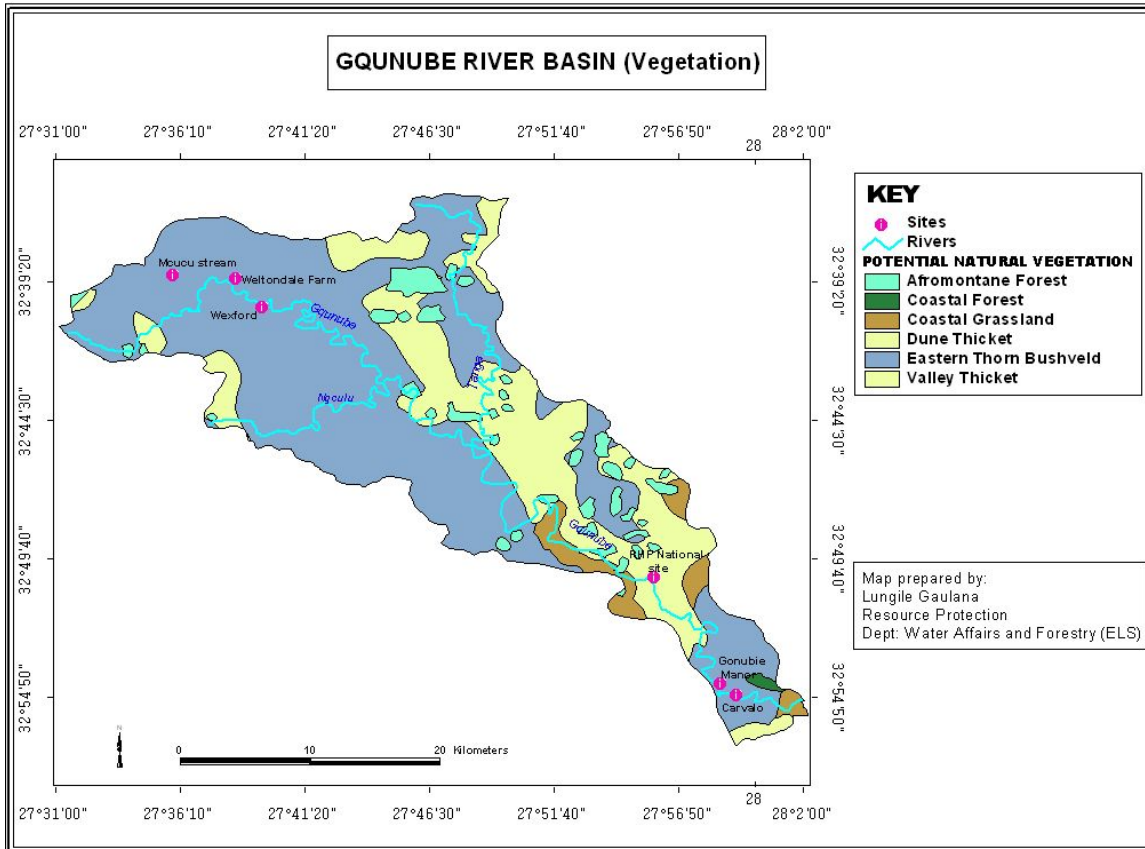 GQUNUBE RIVER BASIN (Vegetation)
27°31'00" 27°36'10" 27°41'20" 27°46'30" 27°51'40" 27°56'50" 28°2'00"
28
KEY
Sites
Rivers
POTENTIAL NATURAL VEGETATION
Afromontane Forest
Coastal Forest
Coastal Grassland
Dune Thicket
Eastern Thorn Bushveld
Valley Thicket
32°39'20"
32°44'30"
32°49'40"
32°54'50"
Mcucu stream
Weltondale Farm
Wexford
Gqunube
Ngculu
Gqunube
RHP National
site
Gonubie
Manors
Carvalo
32°39'20"
32°44'30"
32°49'40"
32°54'50"
Map prepared by:
Lungile Gaulana
Resource Protection
Dept: Water Affairs and Forestry (ELS)
N
0 10 20 Kilometers
28
27°31'00" 27°36'10" 27°41'20" 27°46'30" 27°51'40" 27°56'50" 28°2'00"